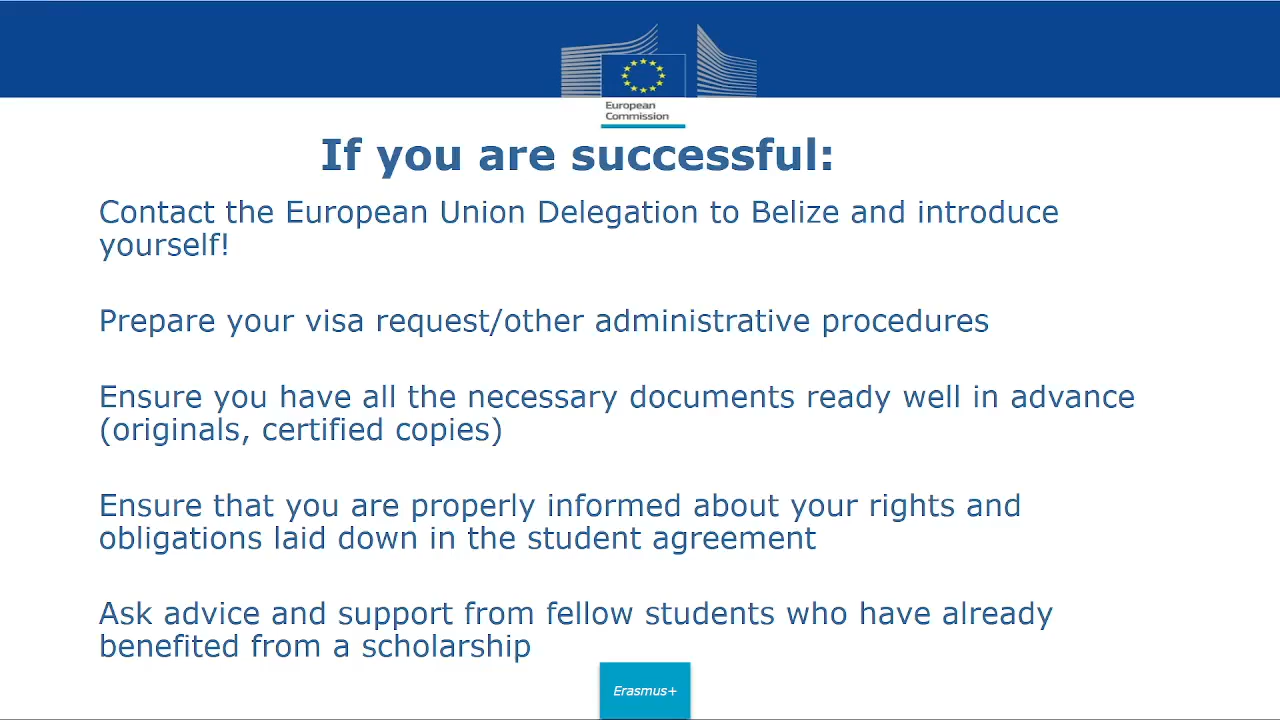 European
Commission
If you are successful:
Contact the European Union Delegation to Belize and introduce
yourself!
Prepare your visa request/other administrative procedures
Ensure you have all the necessary documents ready well in advance
(originals, certified copies)
Ensure that you are properly informed about your rights and
obligations laid down in the student agreement
Ask advice and support from fellow students who have already
benefited from a scholarship
Erasmus+